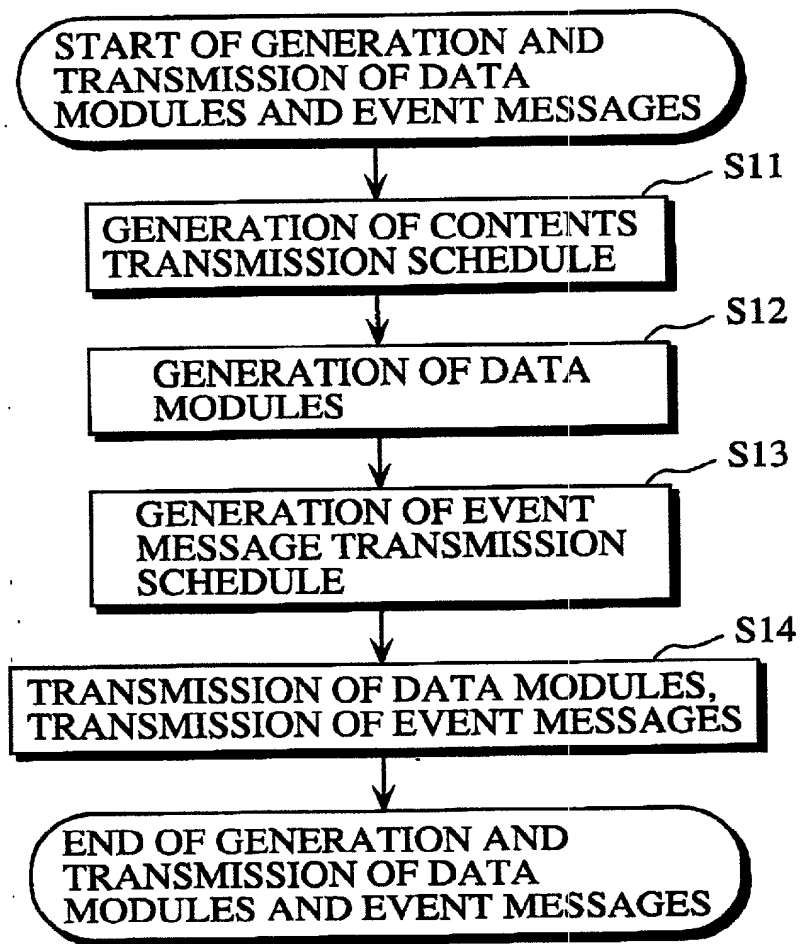 START OF GENERATION AND
TRANSMISSION OF DATA
MODULES AND EVENT MESSAGES
S11
GENERATION OF CONTENTS
TRANSMISSION SCHEDULE
S12
GENERATION OF DATA
MODULES
S13
GENERATION OF EVENT
MESSAGE TRANSMISSION
SCHEDULE
S14
TRANSMISSION OF DATA MODULES,
TRANSMISSION OF EVENT MESSAGES
END OF GENERATION AND
TRANSMISSION OF DATA
MODULES AND EVENT MESSAGES